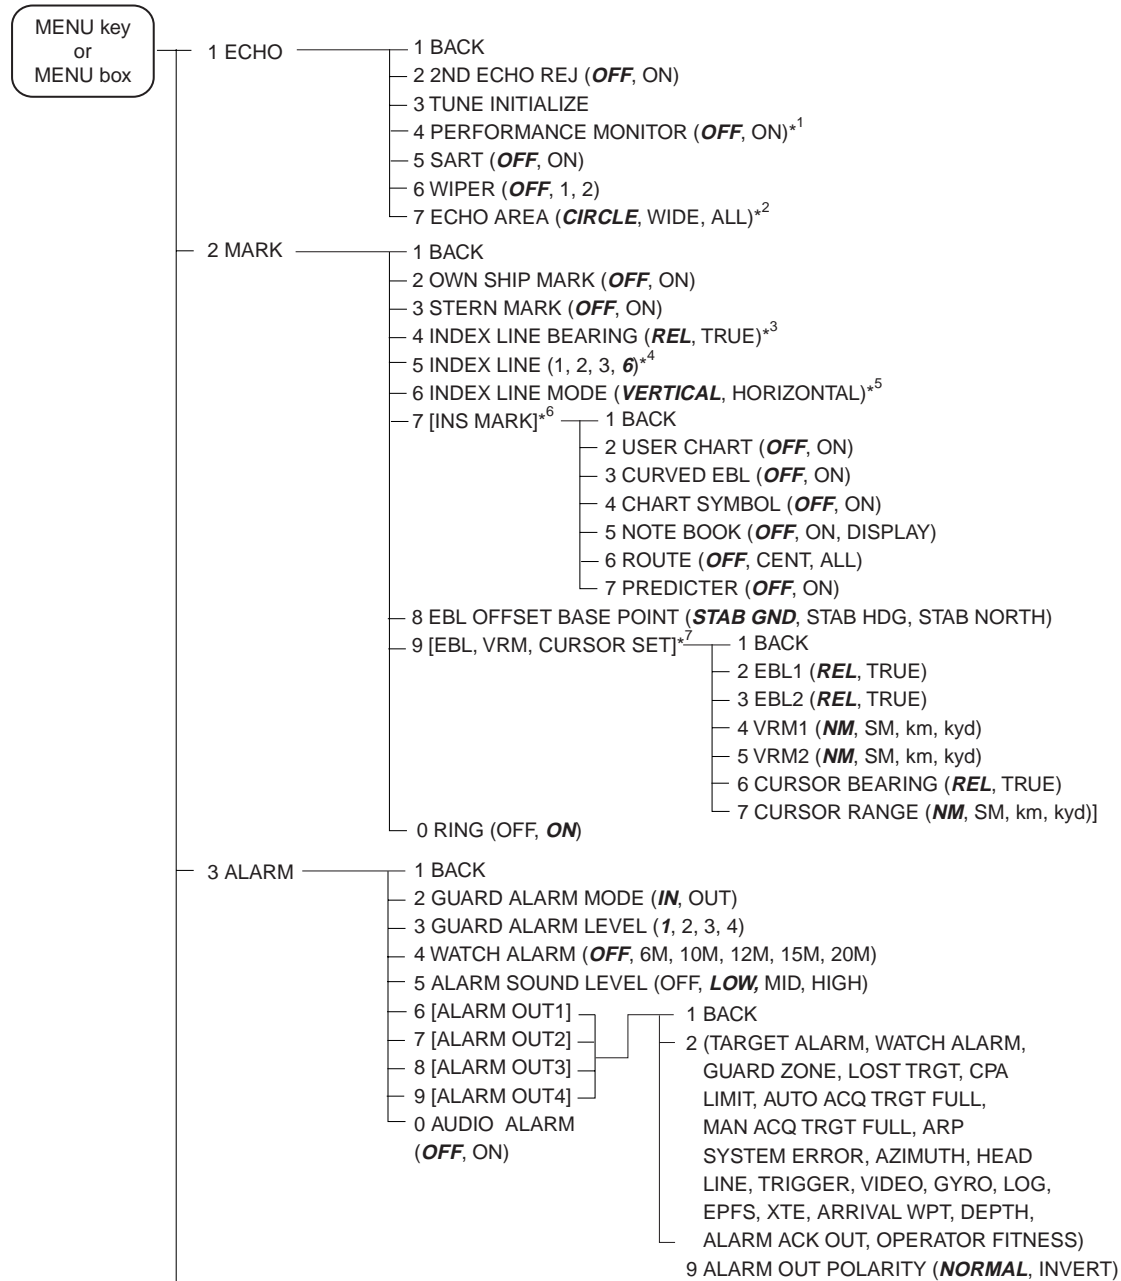 MENU key
or
MENU box
1 ECHO
1 BACK
2 2ND ECHO REJ (OFF, ON)
3 TUNE INITIALIZE
4 PERFORMANCE MONITOR (OFF, ON)*1
5 SART (OFF, ON)
6 WIPER (OFF, 1, 2)
7 ECHO AREA (CIRCLE, WIDE, ALL)*2
2 MARK
1 BACK
2 OWN SHIP MARK (OFF, ON)
3 STERN MARK (OFF, ON)
4 INDEX LINE BEARING (REL, TRUE)*3
5 INDEX LINE (1, 2, 3, 6)*4
6 INDEX LINE MODE (VERTICAL, HORIZONTAL)*5
7 [INS MARK]*6
1 BACK
2 USER CHART (OFF, ON)
3 CURVED EBL (OFF, ON)
4 CHART SYMBOL (OFF, ON)
5 NOTE BOOK (OFF, ON, DISPLAY)
6 ROUTE (OFF, CENT, ALL)
7 PREDICTER (OFF, ON)
8 EBL OFFSET BASE POINT (STAB GND, STAB HDG, STAB NORTH)
9 [EBL, VRM, CURSOR SET]*7
1 BACK
2 EBL1 (REL, TRUE)
3 EBL2 (REL, TRUE)
4 VRM1 (NM, SM, km, kyd)
5 VRM2 (NM, SM, km, kyd)
6 CURSOR BEARING (REL, TRUE)
7 CURSOR RANGE (NM, SM, km, kyd)]
0 RING (OFF, ON)
3 ALARM
1 BACK
2 GUARD ALARM MODE (IN, OUT)
3 GUARD ALARM LEVEL (1, 2, 3, 4)
4 WATCH ALARM (OFF, 6M, 10M, 12M, 15M, 20M)
5 ALARM SOUND LEVEL (OFF, LOW, MID, HIGH)
6 [ALARM OUT1]
7 [ALARM OUT2]
8 [ALARM OUT3]
9 [ALARM OUT4]
0 AUDIO ALARM
(OFF, ON)
1 BACK
2 (TARGET ALARM, WATCH ALARM,
GUARD ZONE, LOST TRGT, CPA
LIMIT, AUTO ACQ TRGT FULL,
MAN ACQ TRGT FULL, ARP
SYSTEM ERROR, AZIMUTH, HEAD
LINE, TRIGGER, VIDEO, GYRO, LOG,
EPFS, XTE, ARRIVAL WPT, DEPTH,
ALARM ACK OUT, OPERATOR FITNESS)
9 ALARM OUT POLARITY (NORMAL, INVERT)